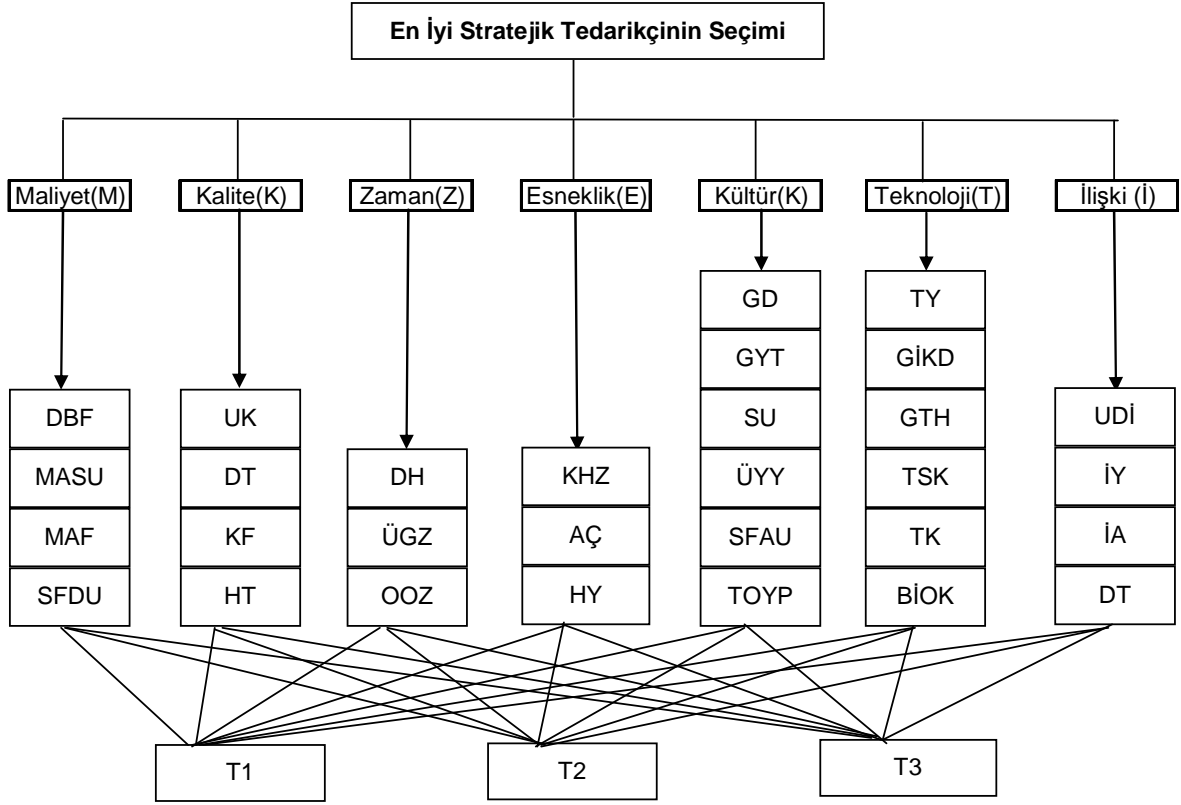 En İyi Stratejik Tedarikçinin Seçimi
Maliyet(M)
Kalite(K)
Zaman(Z)
Esneklik(E)
Kültür(K)
Teknoloji(T)
İlişki (İ)
DBF
MASU
MAF
SFDU
UK
DT
KF
HT
DH
ÜGZ
OOZ
KHZ
AÇ
HY
GD
GYT
SU
ÜYY
SFAU
TOYP
TY
GİKD
GTH
TSK
TK
BİOK
UDİ
İY
İA
DT
T1
T2
T3